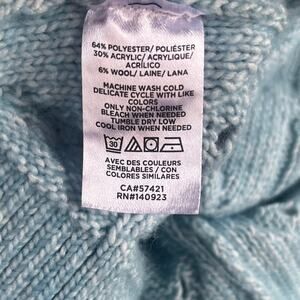 64% POLYESTER/ POLIÉSTER
30% ACRYLIC/ ACRYLIQUE/
ACRÍLICO
6% WOOL/ LAINE/ LANA
MACHINE WASH COLD
DELICATE CYCLE WITH LIKE
COLORS
ONLY NON-CHLORINE
BLEACH WHEN NEEDED
TUMBLE DRY LOW
COOL IRON WHEN NEEDED
30
AVEC DES COULEURS
SEMBLABLES / CON
COLORES SIMILARES
CA#57421
RN#140923